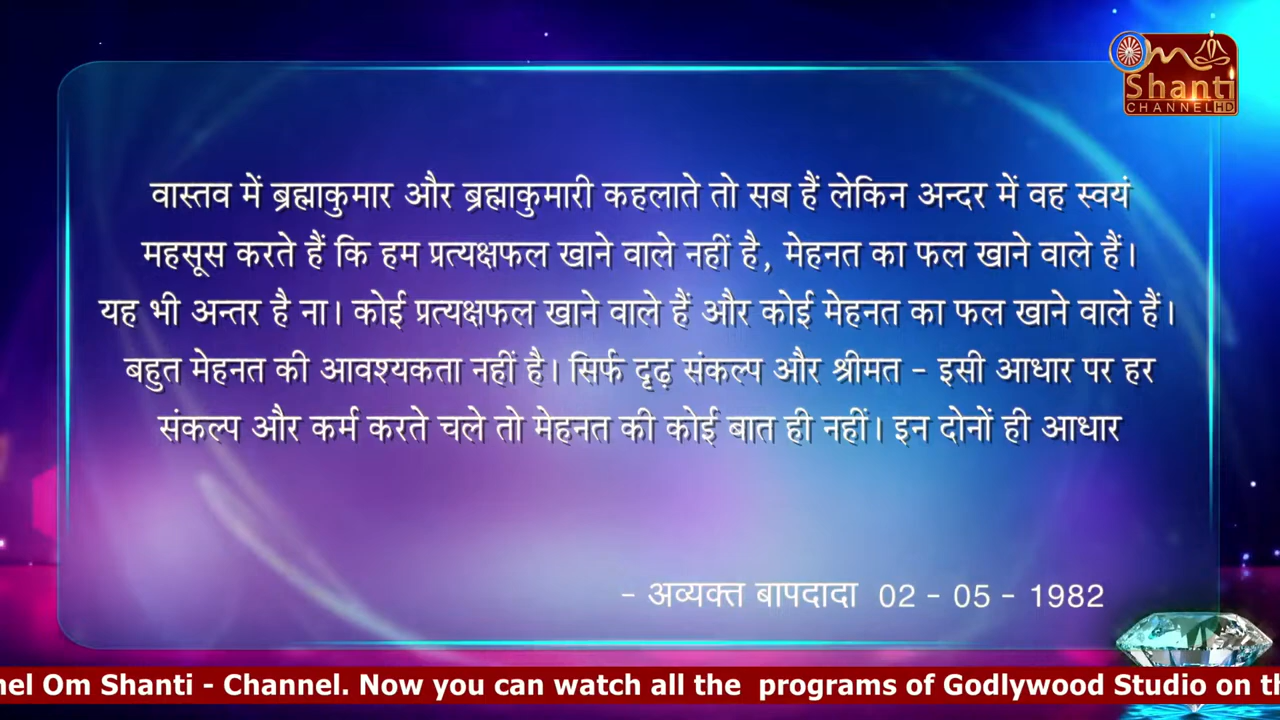 Om
Shanti
CHANNEL HD
वास्तव में ब्रह्माकुमार और ब्रह्माकुमारी कहलाते तो सब हैं लेकिन अन्दर में वह स्वयं
महसूस करते हैं कि हम प्रत्यक्षफल खाने वाले नहीं है, मेहनत का फल खाने वाले हैं।
यह भी अन्तर है ना। कोई प्रत्यक्षफल खाने वाले हैं और कोई मेहनत का फल खाने वाले हैं।
बहुत मेहनत की आवश्यकता नहीं है। सिर्फ दृढ़ संकल्प और श्रीमत - इसी आधार पर हर
संकल्प और कर्म करते चले तो मेहनत की कोई बात ही नहीं। इन दोनों ही आधार
- अव्यक्त बापदादा 02 - 05 - 1982
nel Om Shanti - Channel. Now you can watch all the programs of Godlywood Studio on th